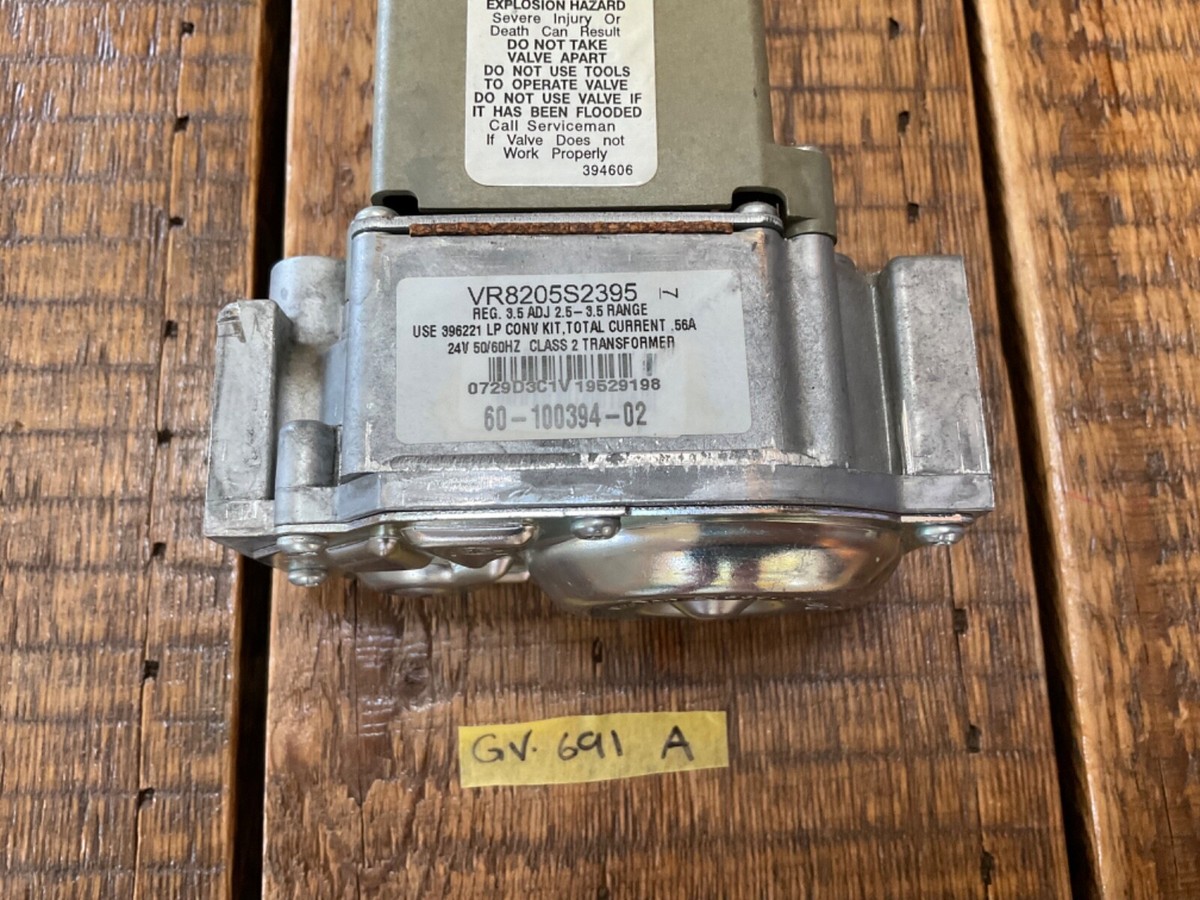 EXPLOSION HAZARD
Severe Injury Or
Death Can Result
DO NOT TAKE
VALVE APART
DO NOT USE TOOLS
TO OPERATE VALVE
DO NOT USE VALVE IF
IT HAS BEEN FLOODED
Call Serviceman
If Valve Does not
Work Properly
394606
VR8205S2395 7
REG. 3.5 ADJ 2.5-3.5 RANGE
USE 396221 LP CONV KIT,TOTAL CURRENT .56A
24V 50/60HZ CLASS 2 TRANSFORMER
0729D3C1V19529198
60-100394-02
GV. 691 A